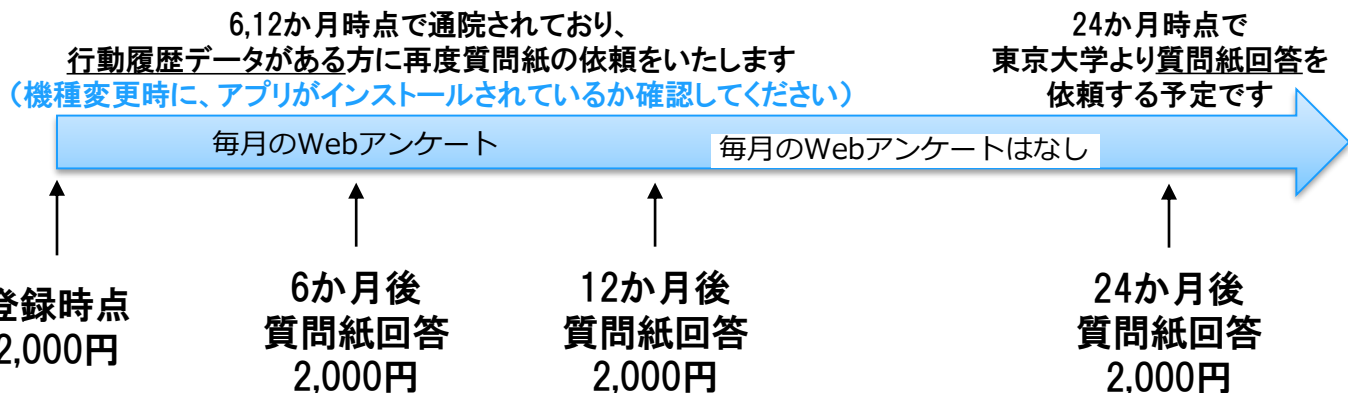 6,12か月時点で通院されており、
行動履歴データがある方に再度質問紙の依頼をいたします
（機種変更時に、アプリがインストールされているか確認してください）
24か月時点で
東京大学より質問紙回答を
依頼する予定です
毎月のWebアンケート
毎月のWebアンケートはなし
登録時点
2,000円
6か月後
質問紙回答
2,000円
12か月後
質問紙回答
2,000円
24か月後
質問紙回答
2,000円